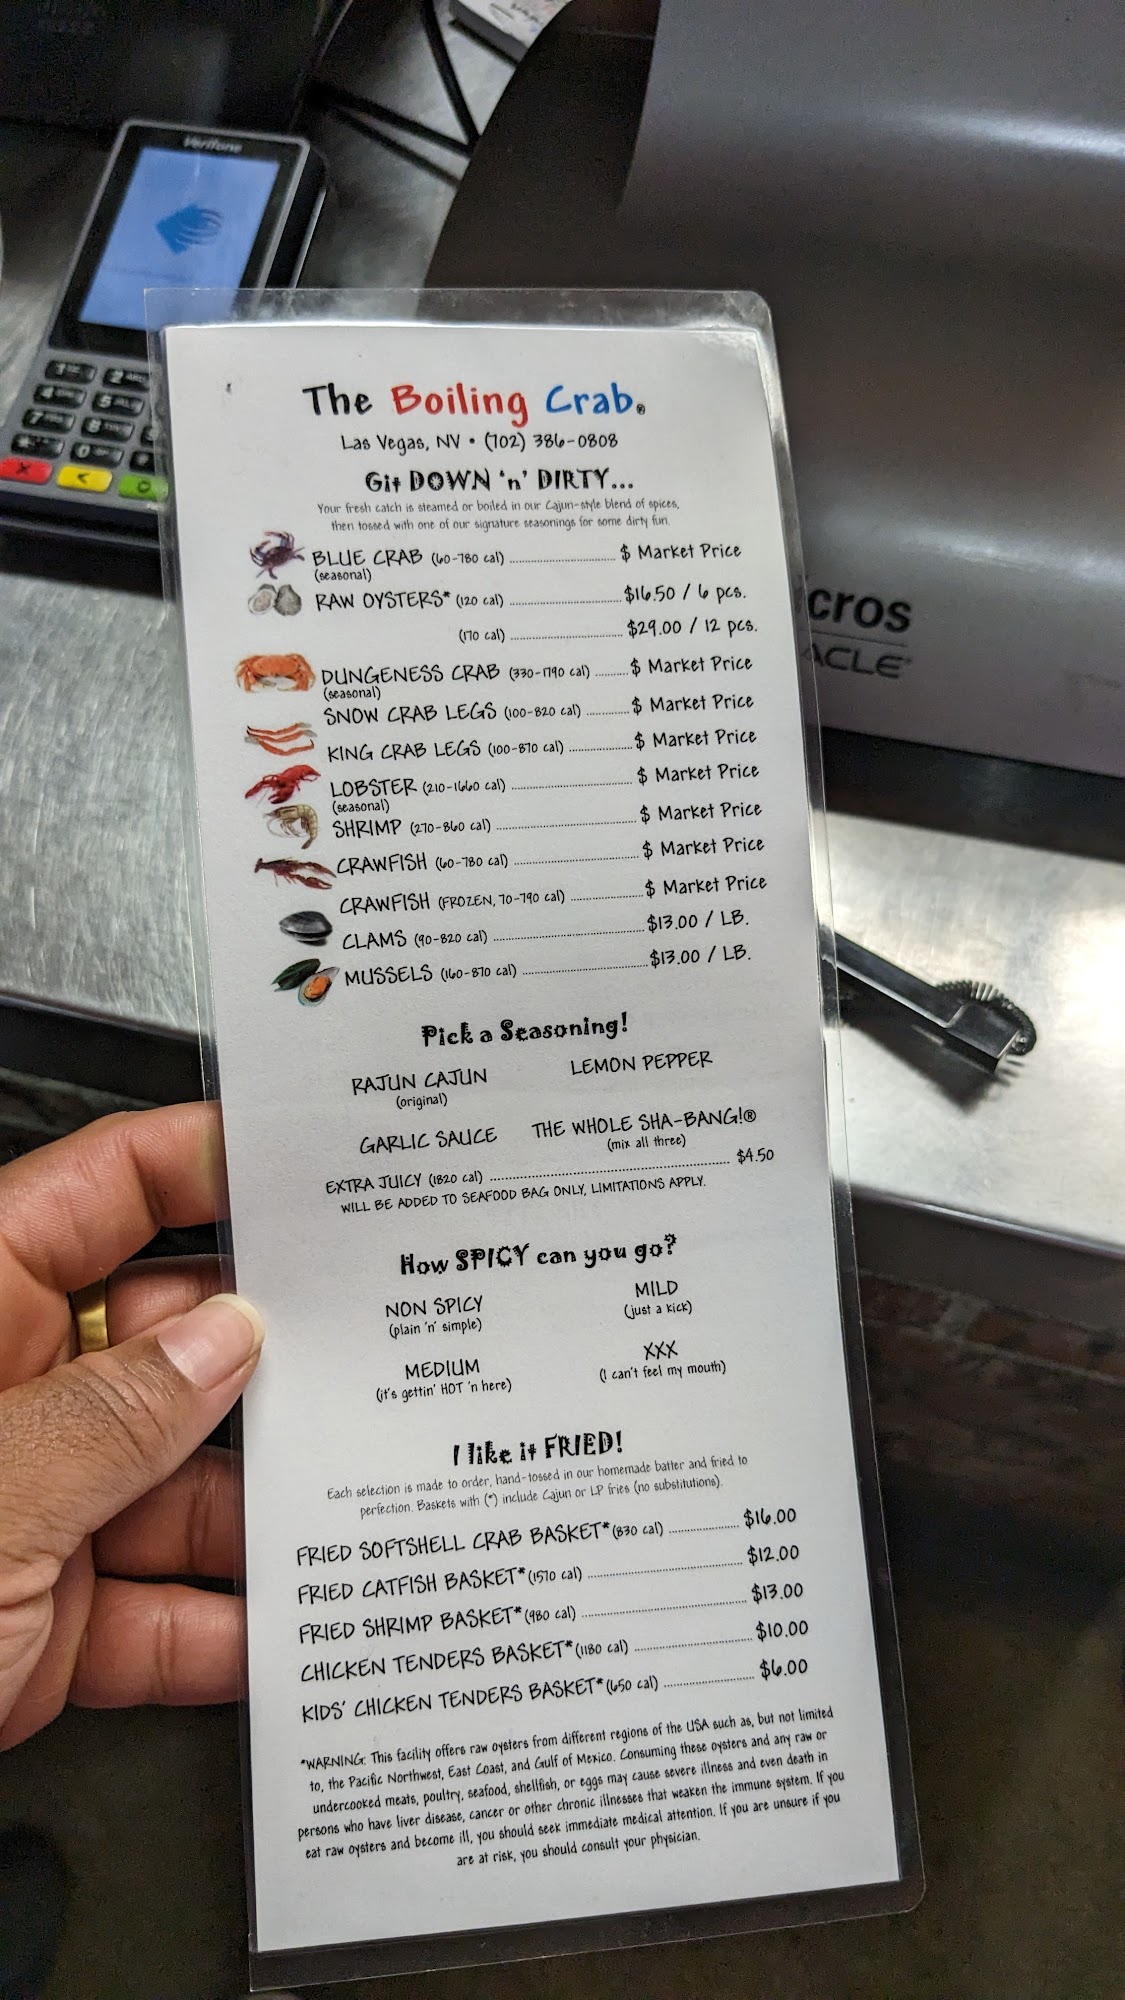 Verifone
cros
ACLE
The Boiling Crab®
Las Vegas, NV • (702) 386-0808
Git DOWN 'n' DIRTY...
Your fresh catch is steamed or boiled in our Cajun-style blend of spices,
then tossed with one of our signature seasonings for some dirty fun.
BLUE CRAB (60-780 cal) $ Market Price
(seasonal)
RAW OYSTERS* (120 cal) $16.50 / 6 pcs.
(170 cal) $29.00 / 12 pcs.
DUNGENESS CRAB (330-1790 cal) $ Market Price
(seasonal)
SNOW CRAB LEGS (100-820 cal) $ Market Price
KING CRAB LEGS (100-870 cal) $ Market Price
LOBSTER (210-1660 cal) $ Market Price
(seasonal)
SHRIMP (270-860 cal) $ Market Price
CRAWFISH (60-780 cal) $ Market Price
CRAWFISH (FROZEN, 70-790 cal) $ Market Price
CLAMS (90-820 cal) $13.00 / LB.
MUSSELS (160-870 cal) $13.00 / LB.
Pick a Seasoning!
RAJUN CAJUN LEMON PEPPER
(original)
GARLIC SAUCE THE WHOLE SHA-BANG!®
(mix all three)
EXTRA JUICY (1820 cal) $4.50
WILL BE ADDED TO SEAFOOD BAG ONLY, LIMITATIONS APPLY.
How SPICY can you go?
NON SPICY MILD
(plain 'n' simple) (just a kick)
MEDIUM XXX
(it's gettin' HOT 'n here) (I can't feel my mouth)
I like it FRIED!
Each selection is made to order, hand-tossed in our homemade batter and fried to
perfection. Baskets with (*) include Cajun or LP fries (no substitutions).
FRIED SOFTSHELL CRAB BASKET* (830 cal) $16.00
FRIED CATFISH BASKET* (1570 cal) $12.00
FRIED SHRIMP BASKET* (980 cal) $13.00
CHICKEN TENDERS BASKET* (1180 cal) $10.00
KIDS' CHICKEN TENDERS BASKET* (650 cal) $6.00
*WARNING: This facility offers raw oysters from different regions of the USA such as, but not limited
to, the Pacific Northwest, East Coast, and Gulf of Mexico. Consuming these oysters and any raw or
undercooked meats, poultry, seafood, shellfish, or eggs may cause severe illness and even death in
persons who have liver disease, cancer or other chronic illnesses that weaken the immune system. If you
eat raw oysters and become ill, you should seek immediate medical attention. If you are unsure if you
are at risk, you should consult your physician.